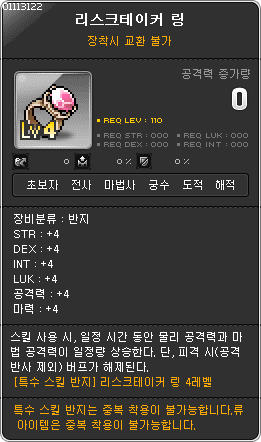 01113122
리스크테이커 링
장착시 교환 불가
공격력 증가량
0
LV 4
REQ LEV : 110
REQ STR : 000 REQ LUK : 000
REQ DEX : 000 REQ INT : 000
0 0 % 0 %
초보자 전사 마법사 궁수 도적 해적
장비분류 : 반지
STR : +4
DEX : +4
INT : +4
LUK : +4
공격력 : +4
마력 : +4
스킬 사용 시, 일정 시간 동안 물리 공격력과 마
법 공격력이 일정량 상승한다. 단, 피격 시(공격
반사 제외) 버프가 해제된다.
[특수 스킬 반지] 리스크테이커 링 4레벨
특수 스킬 반지는 중복 착용이 불가능합니다.류
아이템은 중복 착용이 불가능합니다.